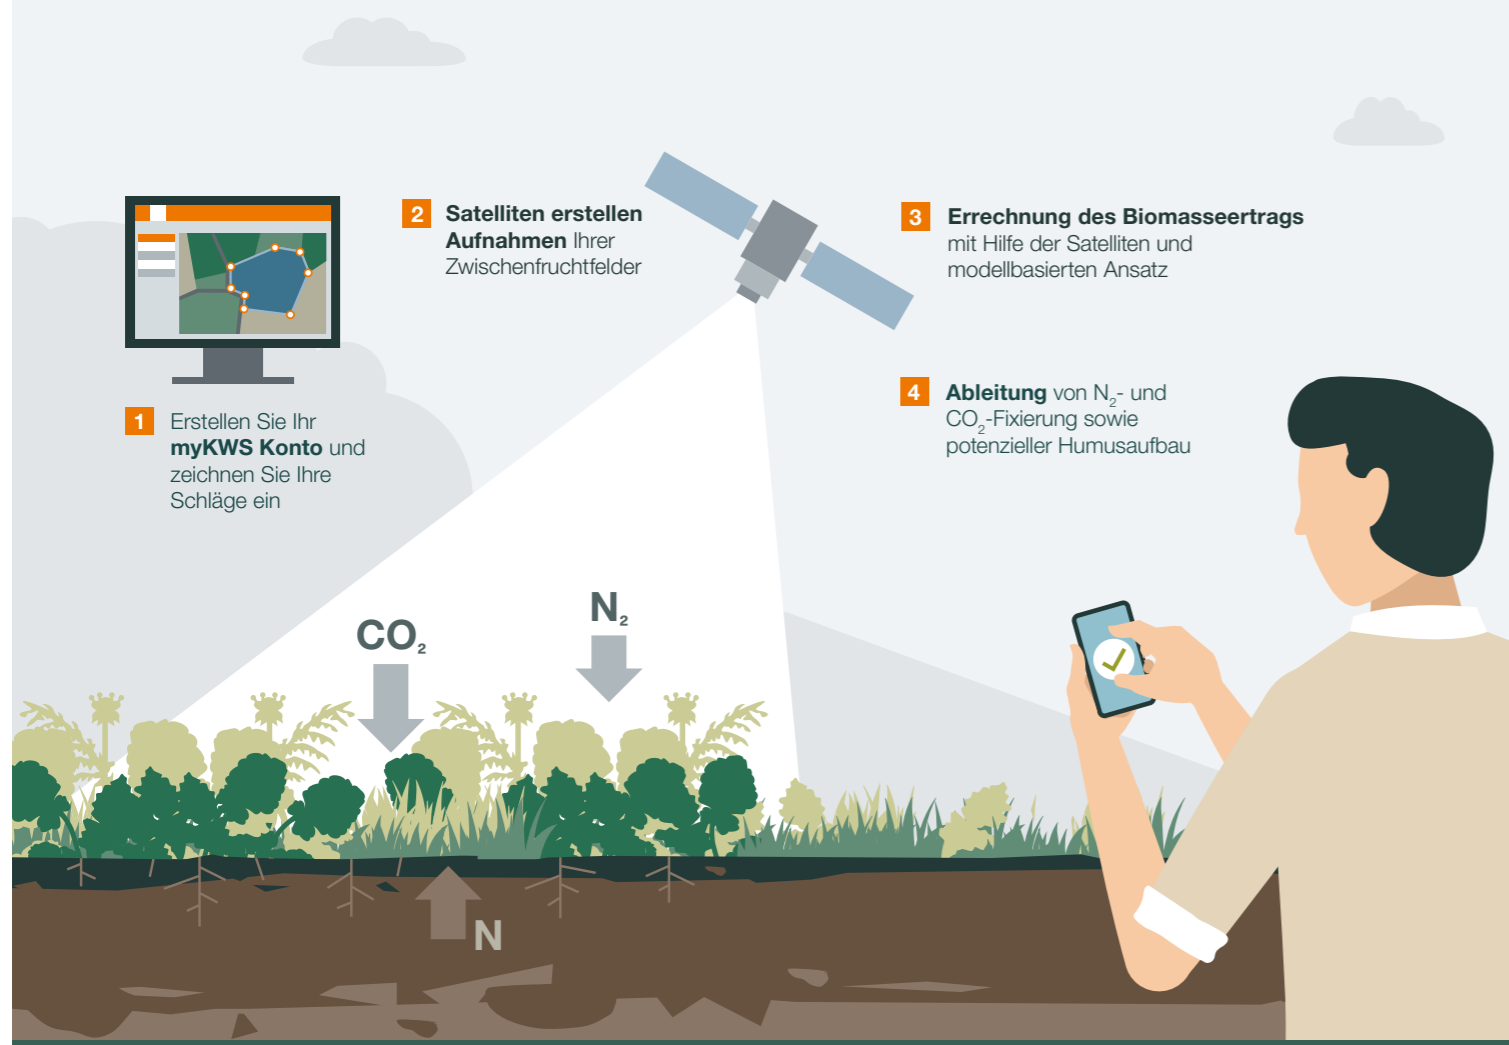 1 Erstellen Sie Ihr
myKWS Konto und
zeichnen Sie Ihre
Schläge ein
2 Satelliten erstellen
Aufnahmen Ihrer
Zwischenfruchtfelder
3 Errechnung des Biomasseertrags
mit Hilfe der Satelliten und
modellbasierten Ansatz
4 Ableitung von N₂- und
CO₂-Fixierung sowie
potenzieller Humusaufbau
CO₂
N₂
N